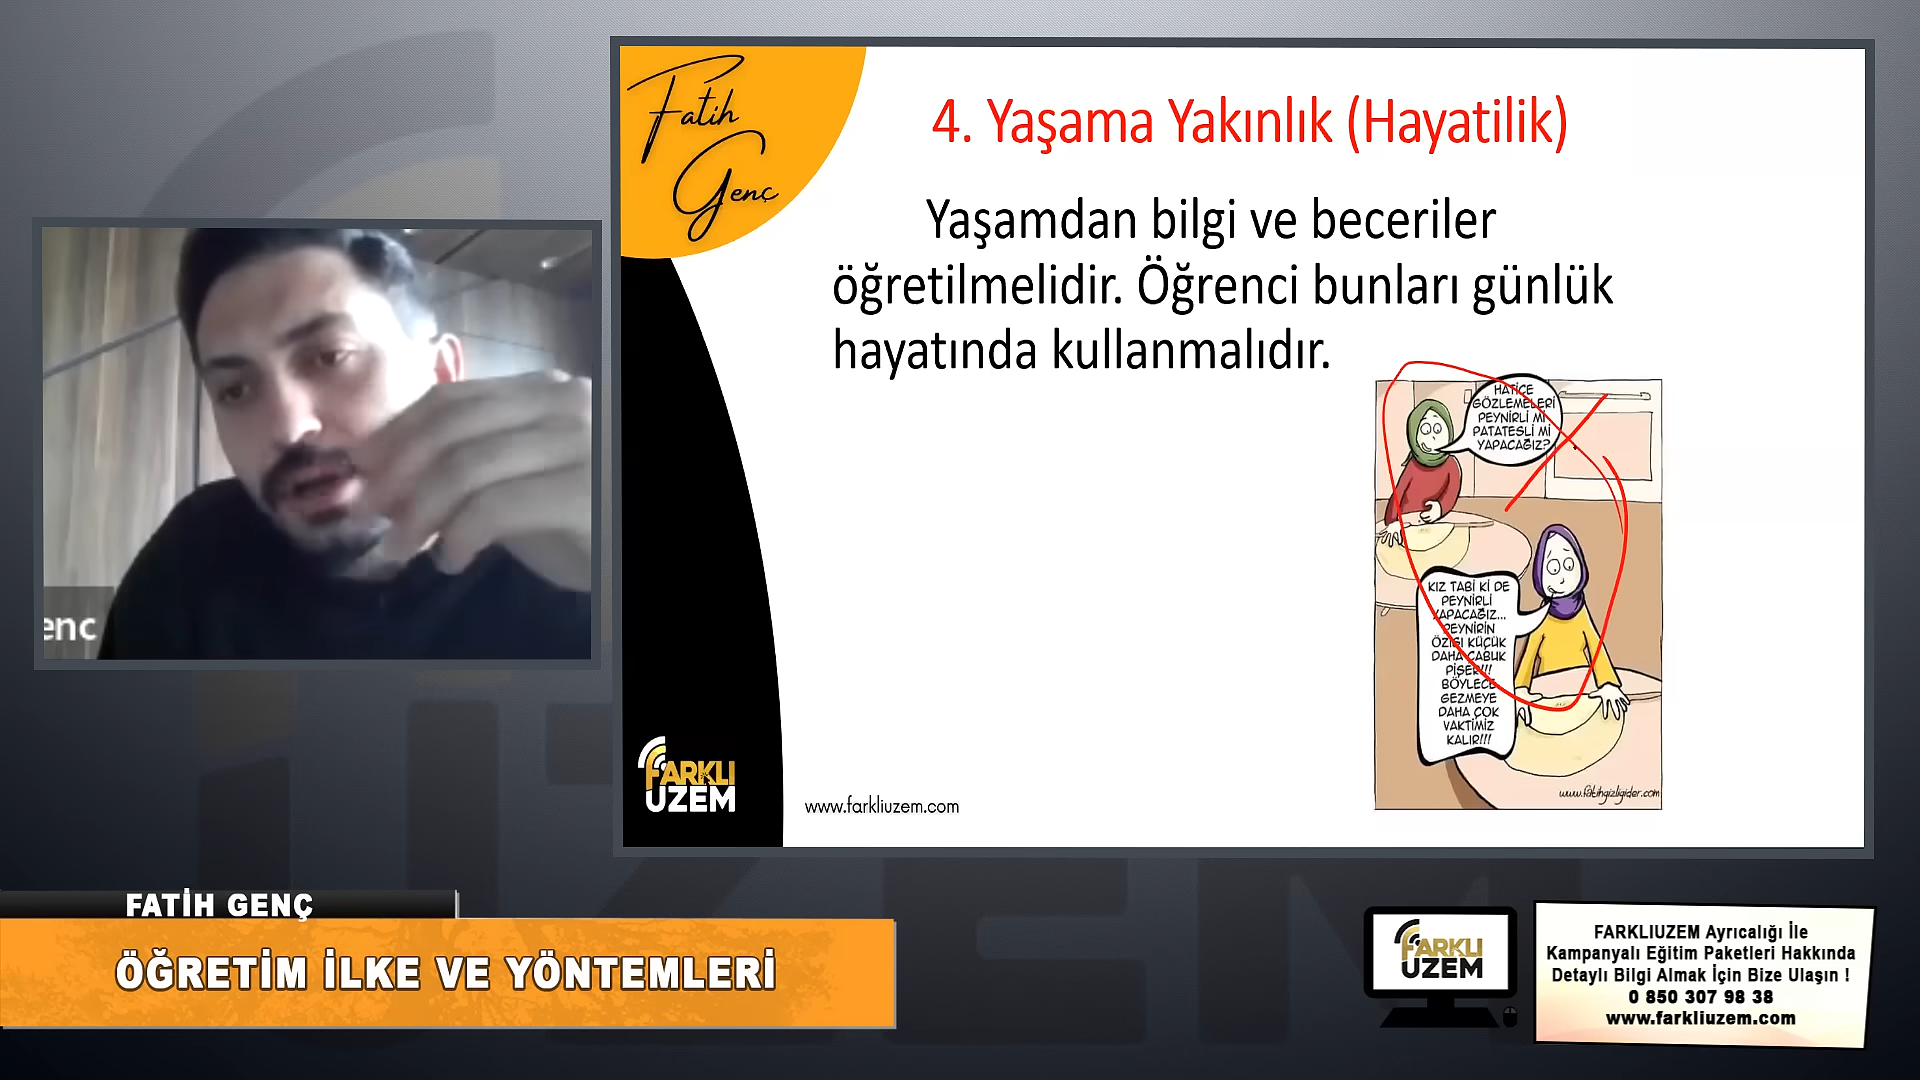 Fatih
Genç
4. Yaşama Yakınlık (Hayatilik)
Yaşamdan bilgi ve beceriler
öğretilmelidir. Öğrenci bunları günlük
hayatında kullanmalıdır.
HATİCE
GÖZLEMELERİ
PEYNİRLİ Mİ
PATATESLİ Mİ
YAPACAĞIZ?
KIZ TABİ Kİ DE
PEYNİRLİ
YAPACAĞIZ...
PEYNİRİN
ÖZISI KÜÇÜK
DAHA ÇABUK
PİŞER!!!
BÖYLECE
GEZMEYE
DAHA ÇOK
VAKTİMİZ
KALIR!!!
www.fatihgizligider.com
enc
FARKLI
UZEM
www.farkliuzem.com
FATİH GENÇ
ÖĞRETİM İLKE VE YÖNTEMLERİ
FARKLI
UZEM
FARKLIUZEM Ayrıcalığı İle
Kampanyalı Eğitim Paketleri Hakkında
Detaylı Bilgi Almak İçin Bize Ulaşın !
0 850 307 98 38
www.farkliuzem.com